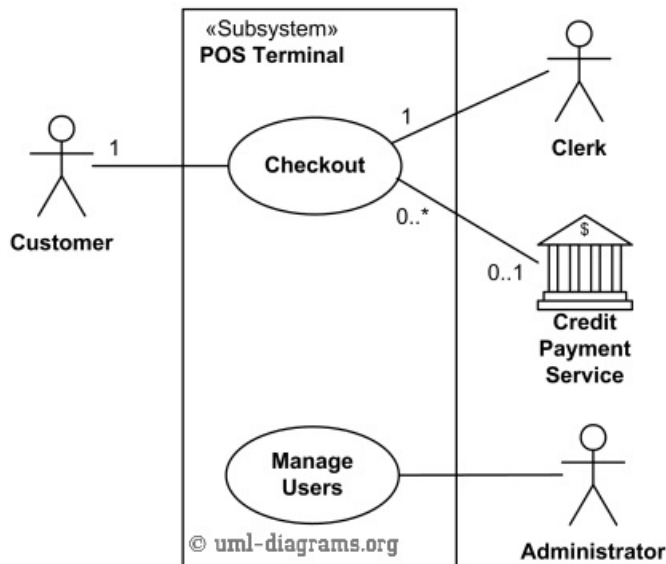 «Subsystem»
POS Terminal
1
Checkout
1
Clerk
Customer
0..*
0..1
$
Credit
Payment
Service
Manage
Users
© uml-diagrams.org
Administrator